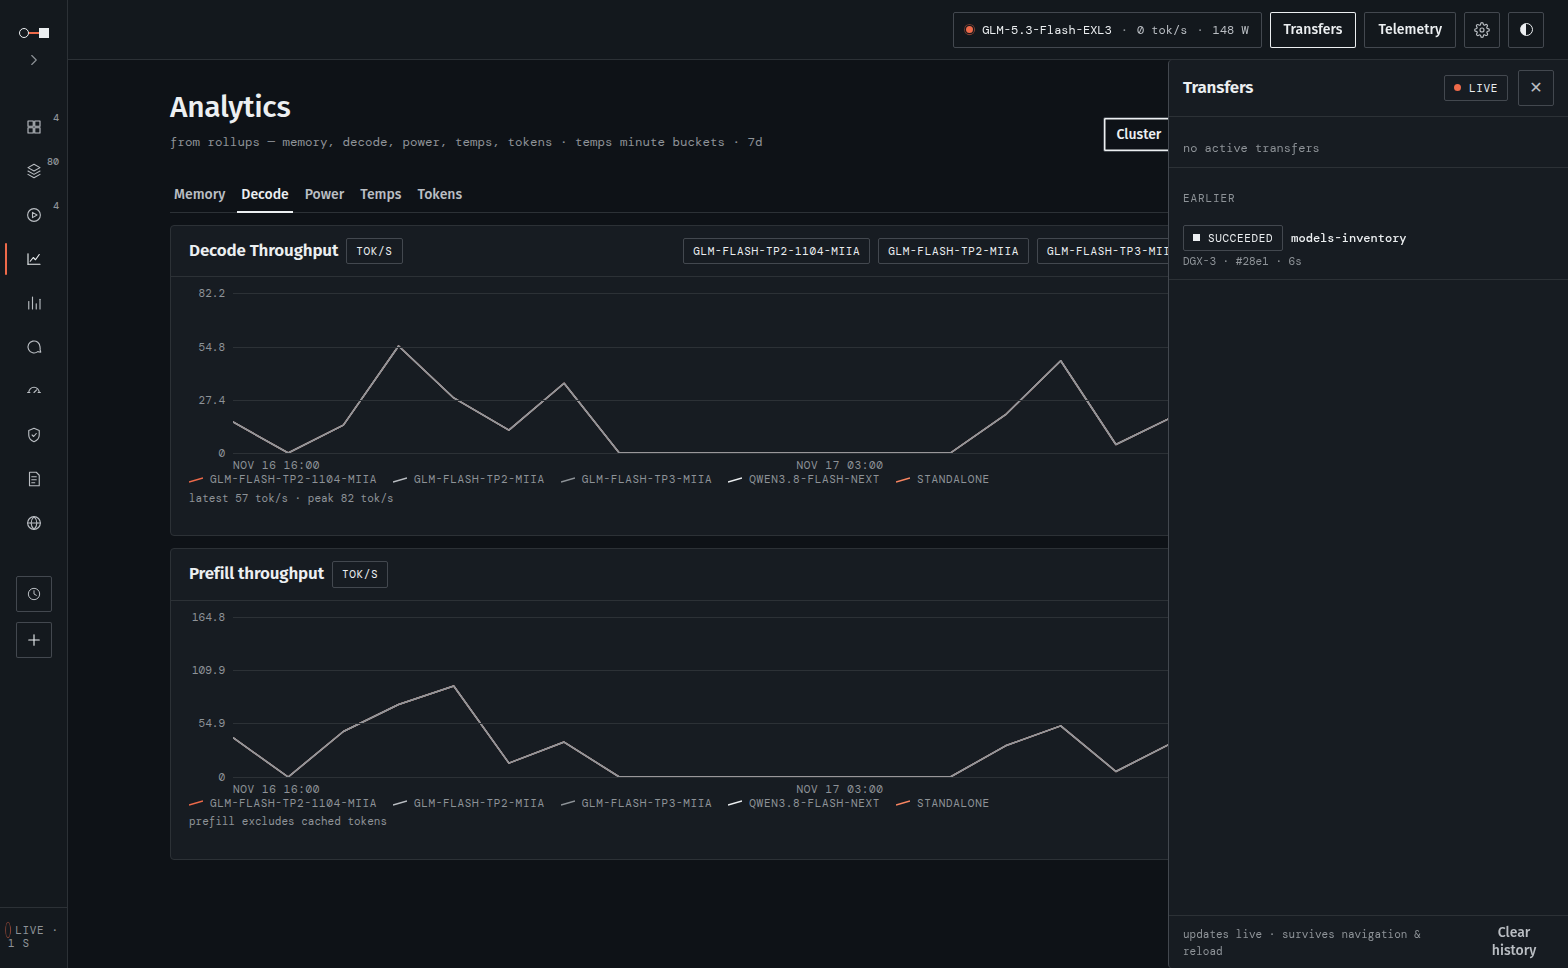 GLM-5.3-Flash-EXL3 · 0 tok/s · 148 W
Transfers
Telemetry
4
80
4
LIVE ·
1 S
Analytics
from rollups — memory, decode, power, temps, tokens · temps minute buckets · 7d
Cluster
Memory Decode Power Temps Tokens
Decode Throughput TOK/S GLM-FLASH-TP2-1104-MIIA GLM-FLASH-TP2-MIIA GLM-FLASH-TP3-MII
82.2
54.8
27.4
0
NOV 16 16:00 NOV 17 03:00
GLM-FLASH-TP2-1104-MIIA GLM-FLASH-TP2-MIIA GLM-FLASH-TP3-MIIA QWEN3.8-FLASH-NEXT STANDALONE
latest 57 tok/s · peak 82 tok/s
Prefill throughput TOK/S
164.8
109.9
54.9
0
NOV 16 16:00 NOV 17 03:00
GLM-FLASH-TP2-1104-MIIA GLM-FLASH-TP2-MIIA GLM-FLASH-TP3-MIIA QWEN3.8-FLASH-NEXT STANDALONE
prefill excludes cached tokens
Transfers LIVE
no active transfers
EARLIER
SUCCEEDED models-inventory
DGX-3 · #28e1 · 6s
updates live · survives navigation &
reload
Clear
history